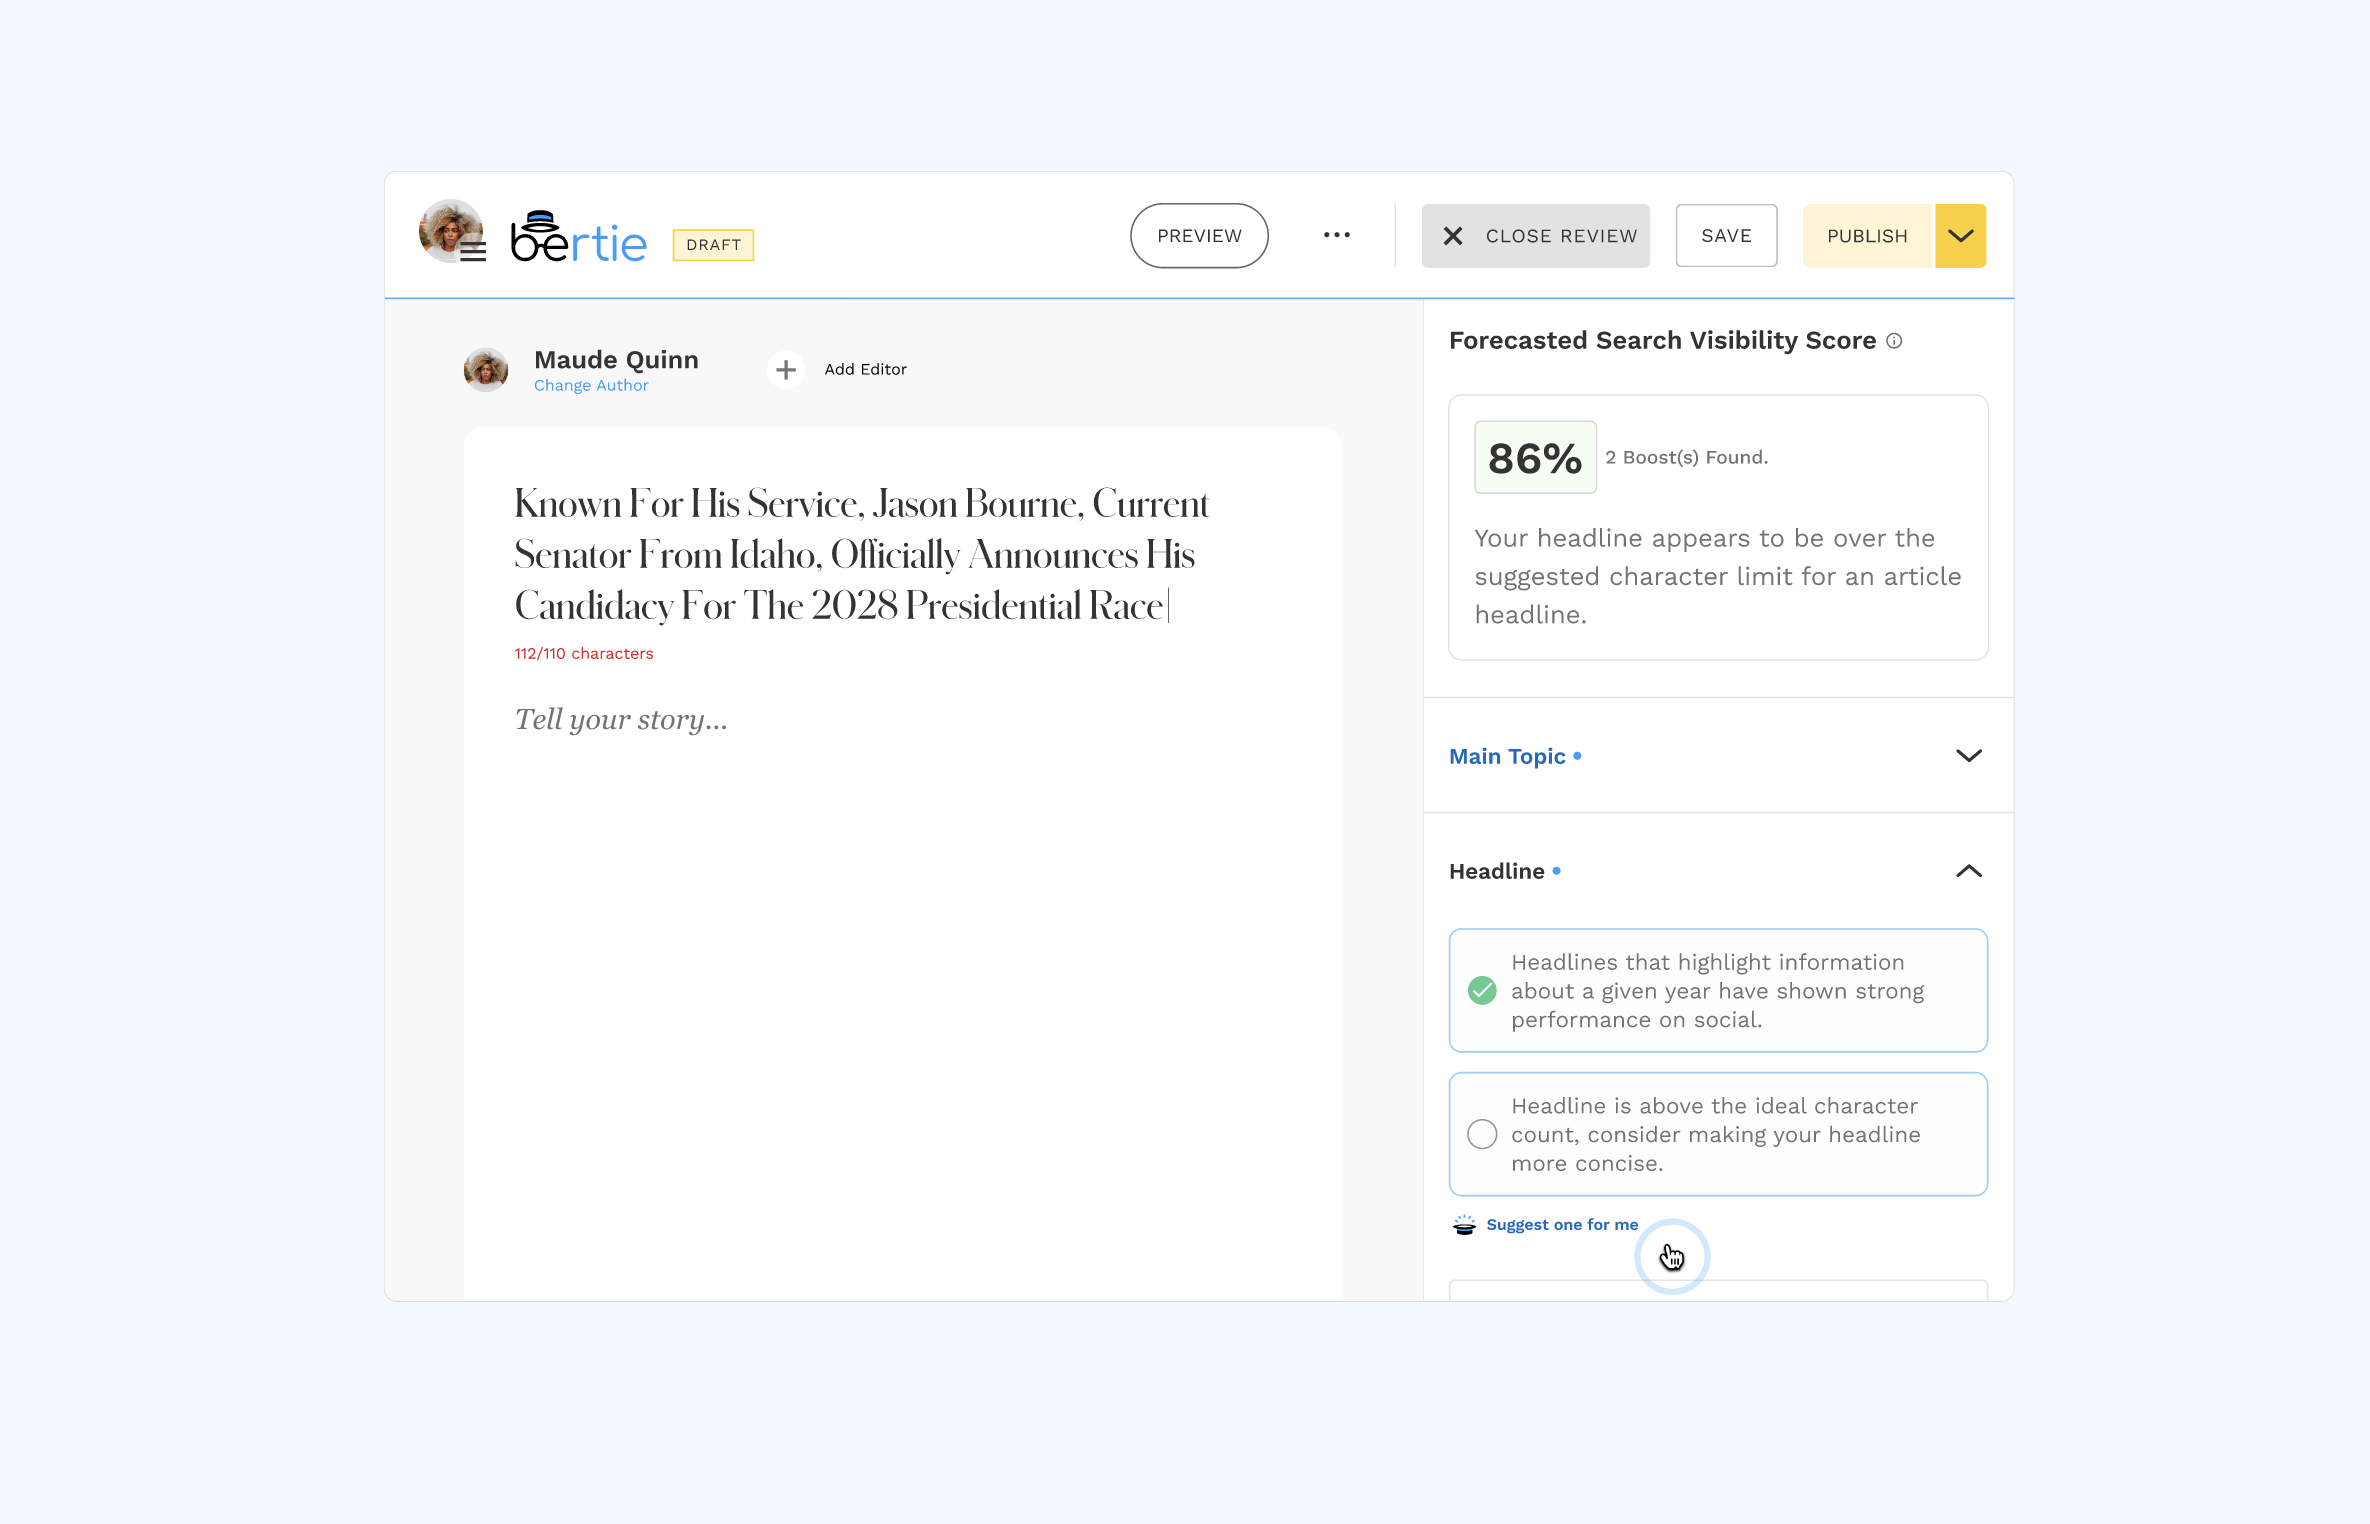 bertie
DRAFT
PREVIEW
CLOSE REVIEW
SAVE
PUBLISH
Maude Quinn
Change Author
Add Editor
Known For His Service, Jason Bourne, Current
Senator From Idaho, Officially Announces His
Candidacy For The 2028 Presidential Race
112/110 characters
Tell your story...
Forecasted Search Visibility Score
86%
2 Boost(s) Found.
Your headline appears to be over the
suggested character limit for an article
headline.
Main Topic
Headline
Headlines that highlight information
about a given year have shown strong
performance on social.
Headline is above the ideal character
count, consider making your headline
more concise.
Suggest one for me